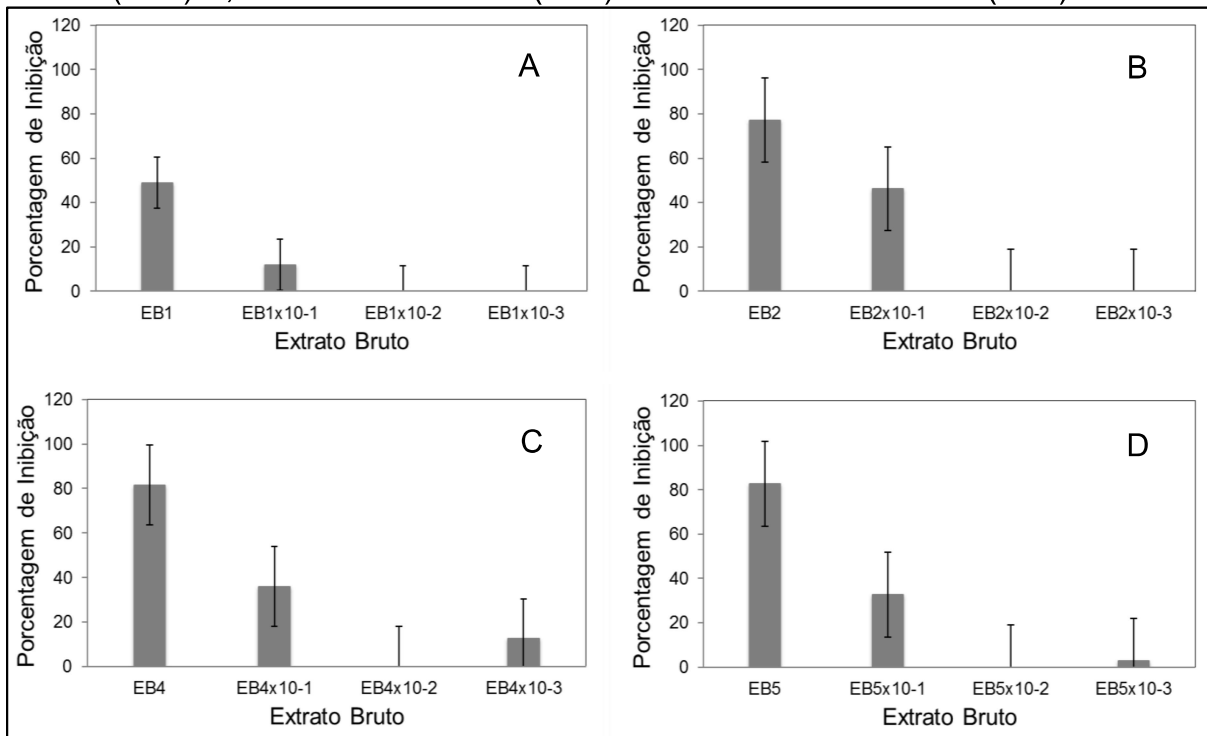 A
Porcentagem de Inibição
120
100
80
60
40
20
0
EB1 EB1x10-1 EB1x10-2 EB1x10-3
Extrato Bruto
B
Porcentagem de Inibição
120
100
80
60
40
20
0
EB2 EB2x10-1 EB2x10-2 EB2x10-3
Extrato Bruto
C
Porcentagem de Inibição
120
100
80
60
40
20
0
EB4 EB4x10-1 EB4x10-2 EB4x10-3
Extrato Bruto
D
Porcentagem de Inibição
120
100
80
60
40
20
0
EB5 EB5x10-1 EB5x10-2 EB5x10-3
Extrato Bruto